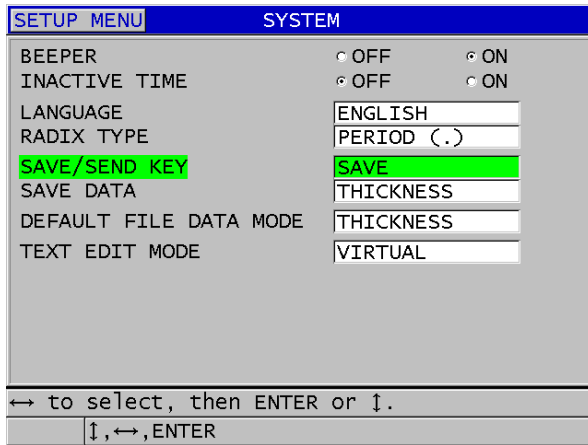 SETUP MENU SYSTEM
BEEPER OFF ON
INACTIVE TIME OFF ON
LANGUAGE ENGLISH
RADIX TYPE PERIOD (.)
SAVE/SEND KEY SAVE
SAVE DATA THICKNESS
DEFAULT FILE DATA MODE THICKNESS
TEXT EDIT MODE VIRTUAL
↔ to select, then ENTER or ↕.
↕,↔,ENTER